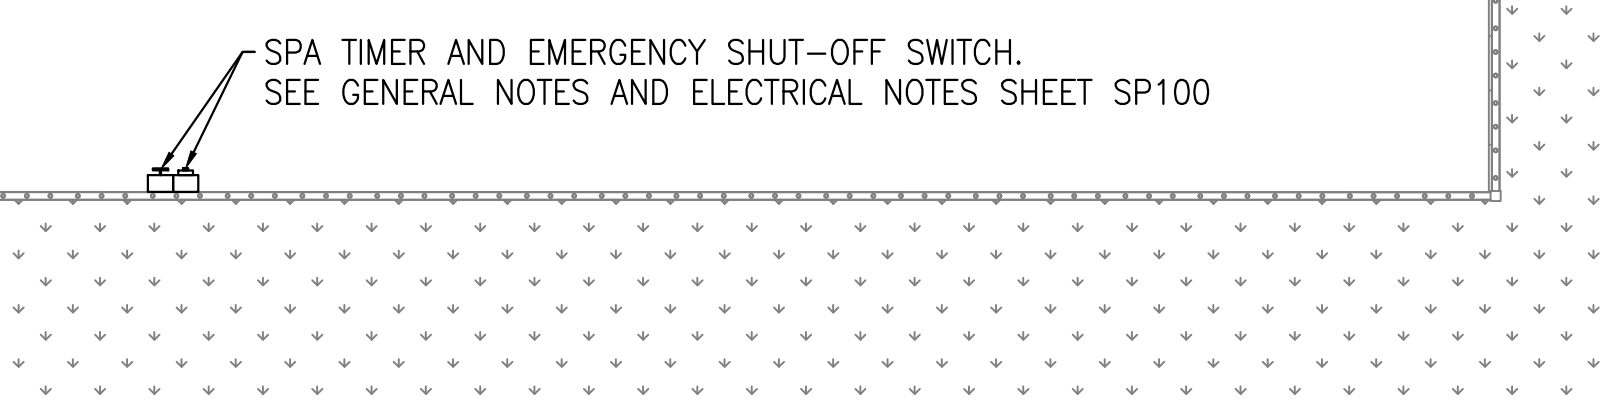 SPA TIMER AND EMERGENCY SHUT-OFF SWITCH.
SEE GENERAL NOTES AND ELECTRICAL NOTES SHEET SP100